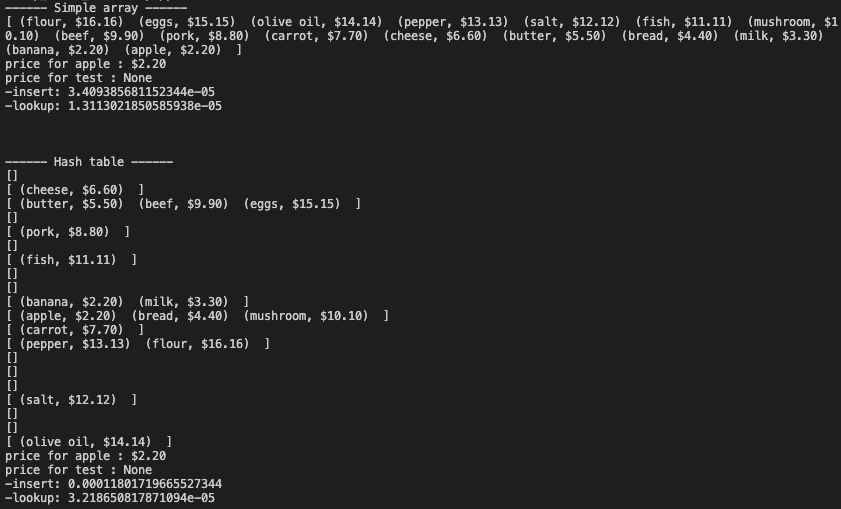 ------ Simple array ------
[ (flour, $16.16)  (eggs, $15.15)  (olive oil, $14.14)  (pepper, $13.13)  (salt, $12.12)  (fish, $11.11)  (mushroom, $1
0.10)  (beef, $9.90)  (pork, $8.80)  (carrot, $7.70)  (cheese, $6.60)  (butter, $5.50)  (bread, $4.40)  (milk, $3.30)
(banana, $2.20)  (apple, $2.20)  ]
price for apple : $2.20
price for test : None
-insert: 3.409385681152344e-05
-lookup: 1.3113021850585938e-05
------ Hash table ------
[]
[ (cheese, $6.60)  ]
[ (butter, $5.50)  (beef, $9.90)  (eggs, $15.15)  ]
[]
[ (pork, $8.80)  ]
[]
[ (fish, $11.11)  ]
[]
[]
[ (banana, $2.20)  (milk, $3.30)  ]
[ (apple, $2.20)  (bread, $4.40)  (mushroom, $10.10)  ]
[ (carrot, $7.70)  ]
[ (pepper, $13.13)  (flour, $16.16)  ]
[]
[]
[]
[ (salt, $12.12)  ]
[]
[]
[ (olive oil, $14.14)  ]
price for apple : $2.20
price for test : None
-insert: 0.00011801719665527344
-lookup: 3.218650817871094e-05